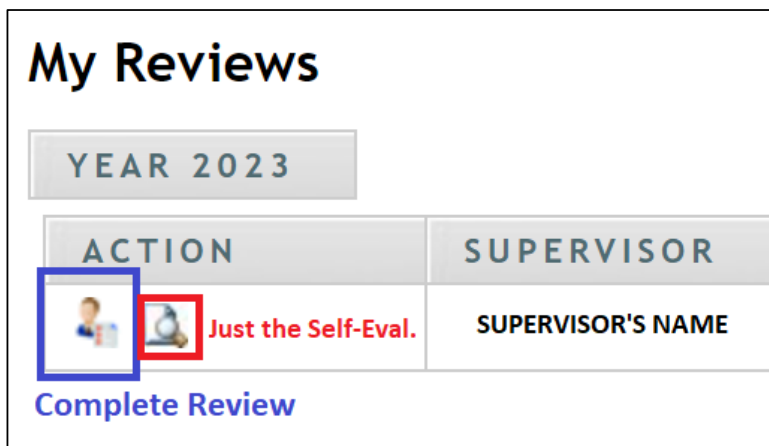 My Reviews
YEAR 2023
ACTION SUPERVISOR
Just the Self-Eval. SUPERVISOR'S NAME
Complete Review